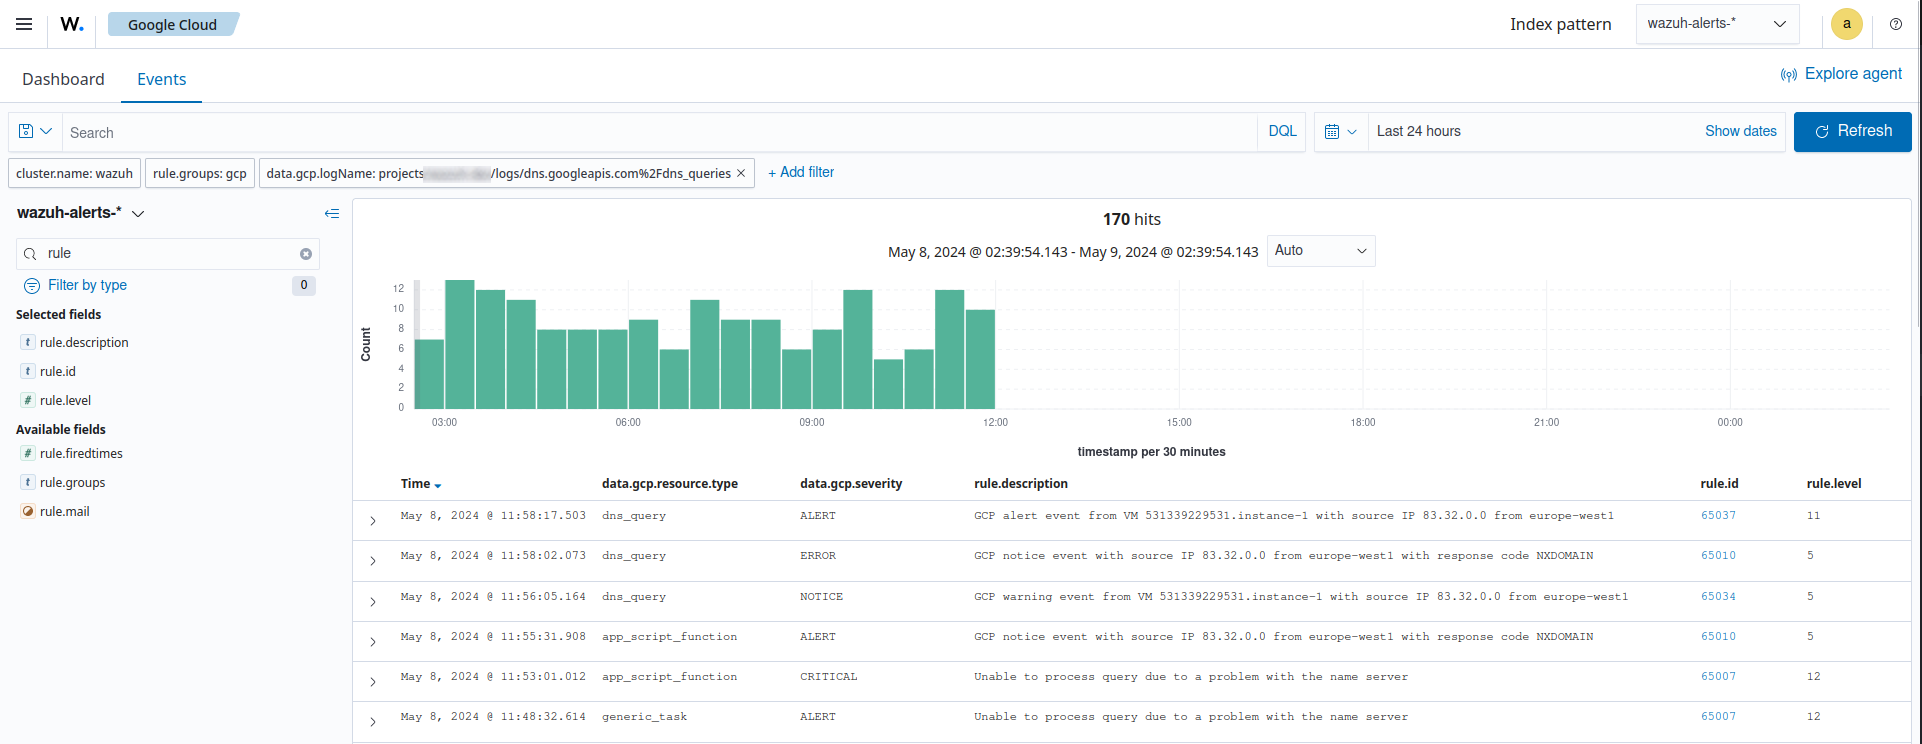 W. Google Cloud Index pattern wazuh-alerts-* a
Dashboard Events Explore agent
Search DQL Last 24 hours Show dates Refresh
cluster.name: wazuh rule.groups: gcp data.gcp.logName: projects /logs/dns.googleapis.com%2Fdns_queries × + Add filter
wazuh-alerts-*
rule
Filter by type 0
Selected fields
t rule.description
t rule.id
# rule.level
Available fields
# rule.firedtimes
t rule.groups
rule.mail
170 hits
May 8, 2024 @ 02:39:54.143 - May 9, 2024 @ 02:39:54.143 Auto
Count
12
10
8
6
4
2
0
03:00 06:00 09:00 12:00 15:00 18:00 21:00 00:00
timestamp per 30 minutes
Time data.gcp.resource.type data.gcp.severity rule.description rule.id rule.level
May 8, 2024 @ 11:58:17.503 dns_query ALERT GCP alert event from VM 531339229531.instance-1 with source IP 83.32.0.0 from europe-west1 65037 11
May 8, 2024 @ 11:58:02.073 dns_query ERROR GCP notice event with source IP 83.32.0.0 from europe-west1 with response code NXDOMAIN 65010 5
May 8, 2024 @ 11:56:05.164 dns_query NOTICE GCP warning event from VM 531339229531.instance-1 with source IP 83.32.0.0 from europe-west1 65034 5
May 8, 2024 @ 11:55:31.908 app_script_function ALERT GCP notice event with source IP 83.32.0.0 from europe-west1 with response code NXDOMAIN 65010 5
May 8, 2024 @ 11:53:01.012 app_script_function CRITICAL Unable to process query due to a problem with the name server 65007 12
May 8, 2024 @ 11:48:32.614 generic_task ALERT Unable to process query due to a problem with the name server 65007 12